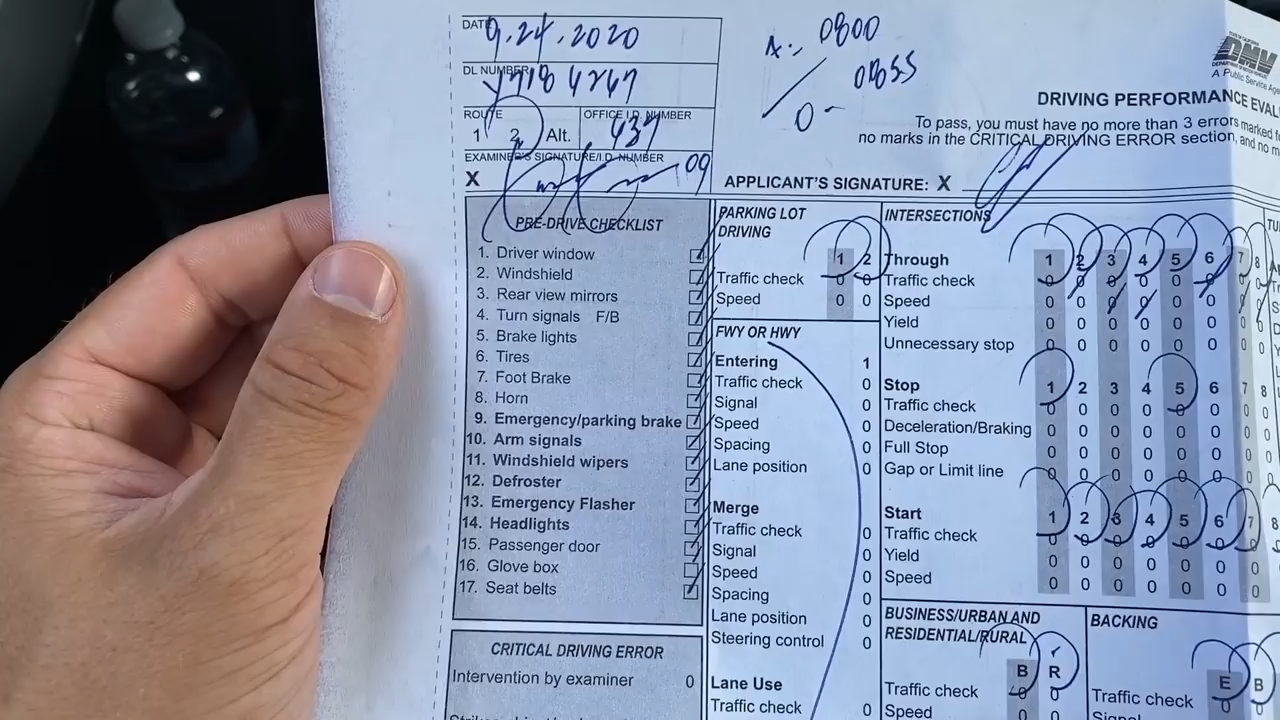 DATE 9.24.2020
DL NUMBER
ROUTE
1 2 Alt.
OFFICE I.D. NUMBER
437
EXAMINER'S SIGNATURE/I.D. NUMBER
X 09
0800
0855
DMV
A Public Service Age
DRIVING PERFORMANCE EVAL
To pass, you must have no more than 3 errors marked
no marks in the CRITICAL DRIVING ERROR section, and no
APPLICANT'S SIGNATURE: X
PRE-DRIVE CHECKLIST
1. Driver window
2. Windshield
3. Rear view mirrors
4. Turn signals F/B
5. Brake lights
6. Tires
7. Foot Brake
8. Horn
9. Emergency/parking brake
10. Arm signals
11. Windshield wipers
12. Defroster
13. Emergency Flasher
14. Headlights
15. Passenger door
16. Glove box
17. Seat belts
CRITICAL DRIVING ERROR
Intervention by examiner 0
PARKING LOT
DRIVING
1 2
Traffic check 0 0
Speed 0 0
FWY OR HWY
Entering 1
Traffic check 0
Signal 0
Speed 0
Spacing 0
Lane position 0
Merge
Traffic check 0
Signal 0
Speed 0
Spacing 0
Lane position 0
Steering control 0
Lane Use
Traffic check 0
INTERSECTIONS
Through 1 2 3 4 5 6 7 8
Traffic check 0 0 0 0 0 0 0 0
Speed 0 0 0 0 0 0 0 0
Yield 0 0 0 0 0 0 0
Unnecessary stop 0 0 0 0 0 0 0
Stop 1 2 3 4 5 6 7 8
Traffic check 0 0 0 0 0 0 0 0
Deceleration/Braking 0 0 0 0 0 0 0 0
Full Stop 0 0 0 0 0 0 0 0
Gap or Limit line 0 0 0 0 0 0 0 0
Start 1 2 3 4 5 6 7 8
Traffic check 0 0 0 0 0 0 0
Yield 0 0 0 0 0 0 0
Speed 0 0 0 0 0 0 0
BUSINESS/URBAN AND
RESIDENTIAL/RURAL
B R
Traffic check 0 0
Speed 0 0
BACKING
E B
Traffic check 0 0